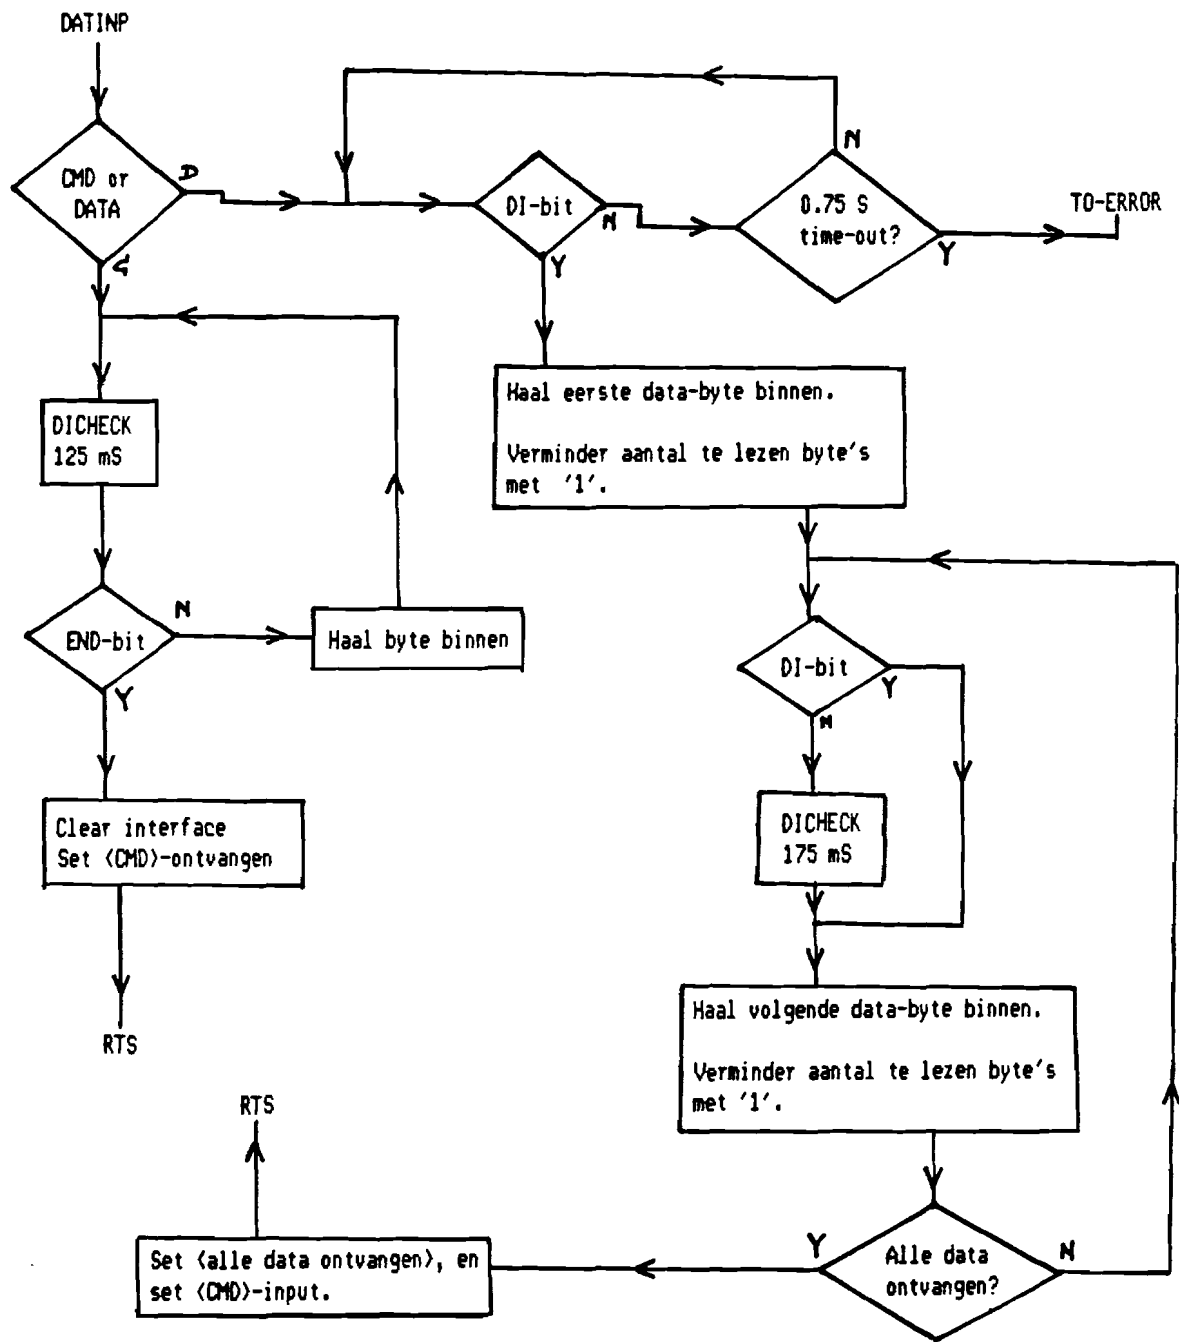 DATINP
CMD or
DATA
D
C
DI-bit
N
Y
0.75 S
time-out?
N
Y
TO-ERROR
DICHECK
125 mS
END-bit
N
Y
Haal byte binnen
Clear interface
Set <CMD>-ontvangen
RTS
Haal eerste data-byte binnen.
Verminder aantal te lezen byte's
met '1'.
DI-bit
Y
N
DICHECK
175 mS
Haal volgende data-byte binnen.
Verminder aantal te lezen byte's
met '1'.
Alle data
ontvangen?
Y
N
Set <alle data ontvangen>, en
set <CMD>-input.
RTS